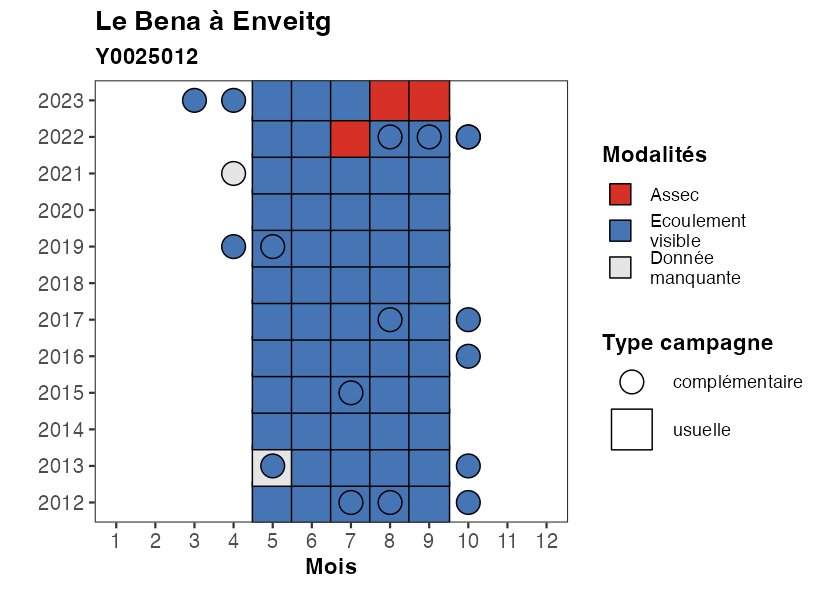 Le Bena à Enveitg
Y0025012
2023
2022
2021
2020
2019
2018
2017
2016
2015
2014
2013
2012
1 2 3 4 5 6 7 8 9 10 11 12
Mois
Modalités
Assec
Ecoulement
visible
Donnée
manquante
Type campagne
complémentaire
usuelle